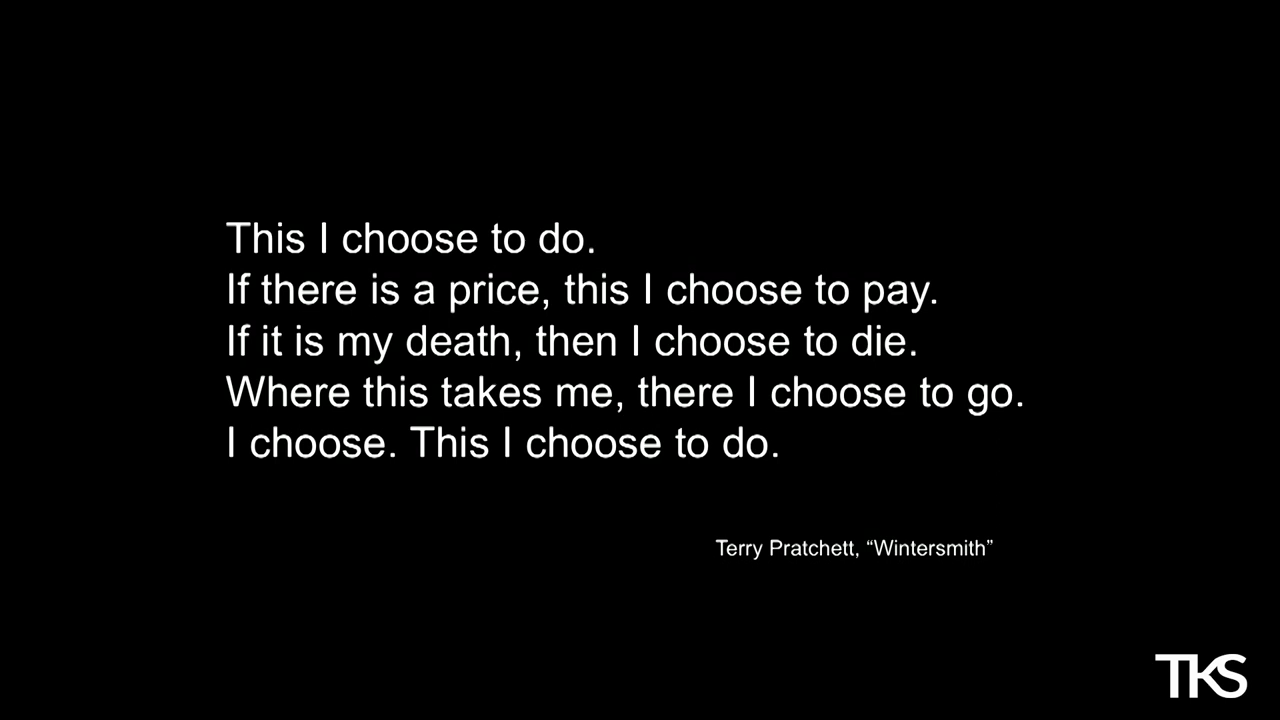 This I choose to do.
If there is a price, this I choose to pay.
If it is my death, then I choose to die.
Where this takes me, there I choose to go.
I choose. This I choose to do.
Terry Pratchett, “Wintersmith”
TKS